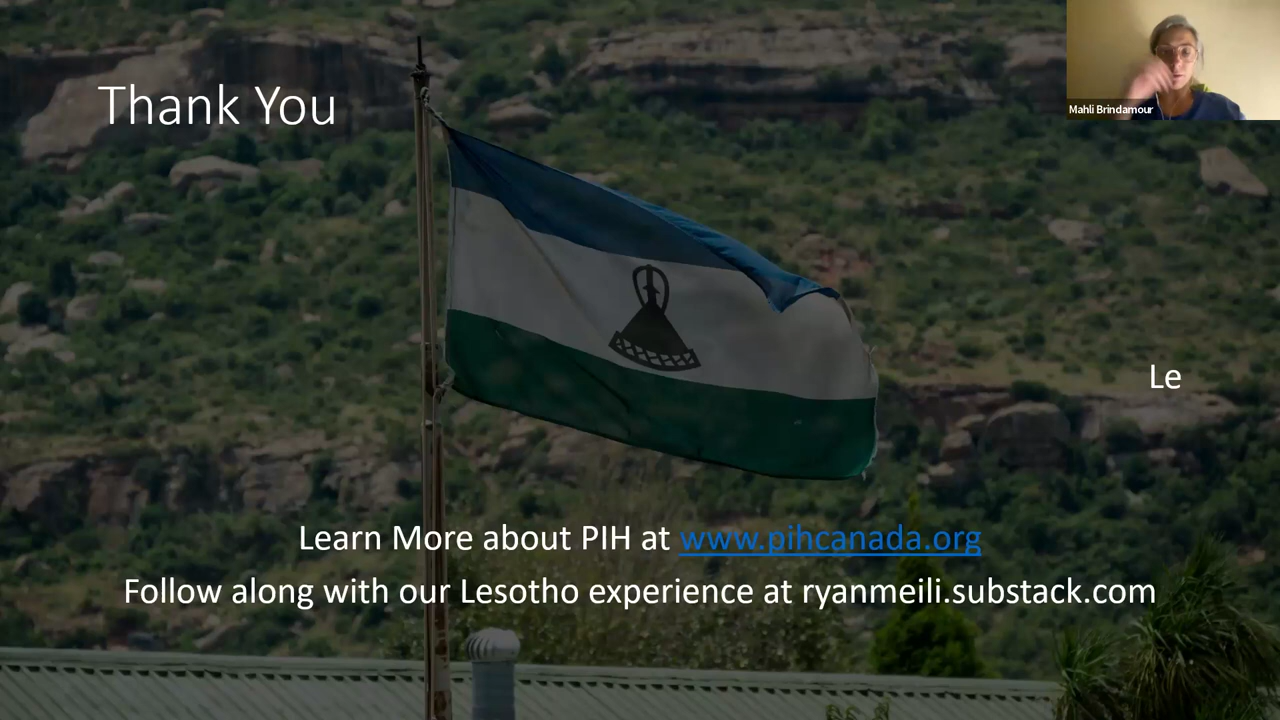 Thank You
Mahli Brindamour
Le
Learn More about PIH at www.pihcanada.org
Follow along with our Lesotho experience at ryanmeili.substack.com